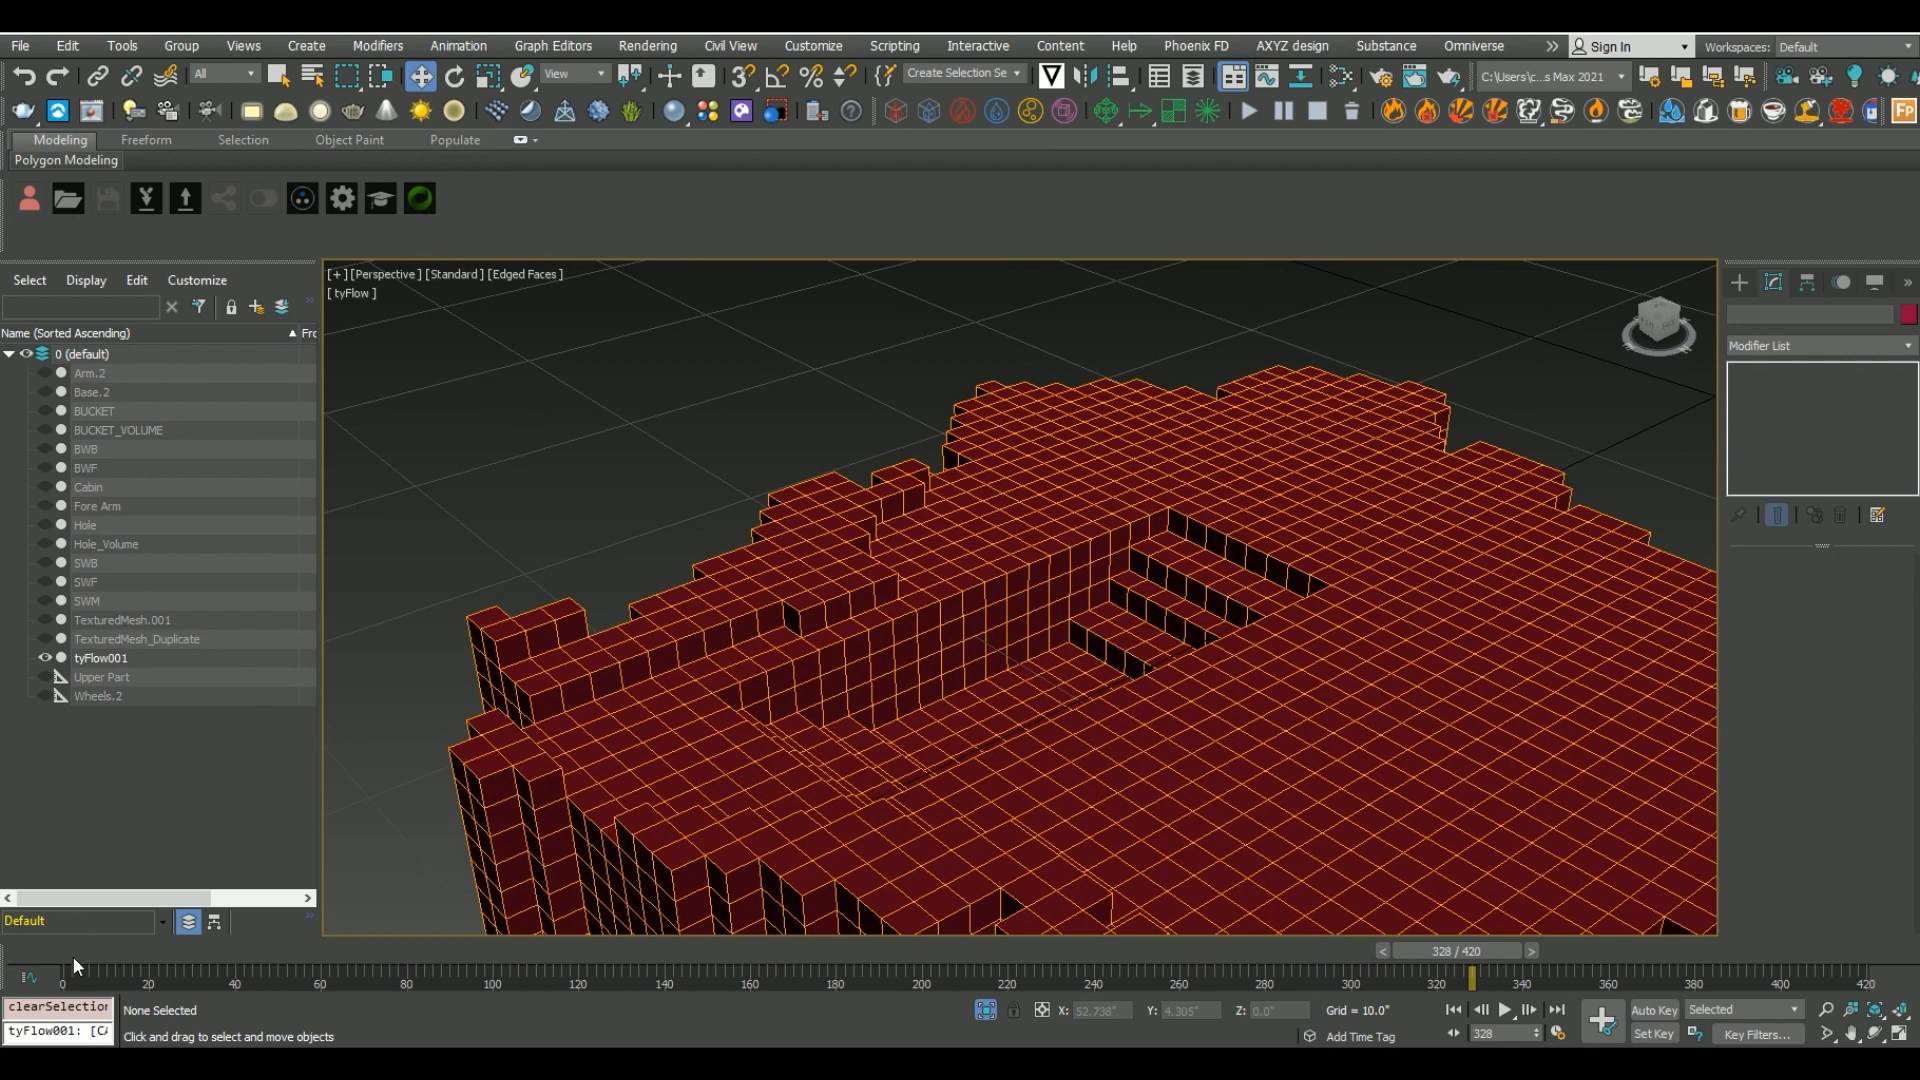 File Edit Tools Group Views Create Modifiers Animation Graph Editors Rendering Civil View Customize Scripting Interactive Content Help Phoenix FD AXYZ design Substance Omniverse Sign In Workspaces: Default
All View Create Selection Se C:\Users\c...s Max 2021
Fp
Modeling Freeform Selection Object Paint Populate
Polygon Modeling
Select Display Edit Customize
[+] [Perspective] [Standard] [Edged Faces]
[tyFlow]
Name (Sorted Ascending) Fro
0 (default)
Arm.2
Base.2
BUCKET
BUCKET_VOLUME
BWB
BWF
Cabin
Fore Arm
Hole
Hole_Volume
SWB
SWF
SWM
TexturedMesh.001
TexturedMesh_Duplicate
tyFlow001
Upper Part
Wheels.2
Modifier List
Default
328 / 420
0 20 40 60 80 100 120 140 160 180 200 220 240 260 280 300 320 340 360 380 400 420
clearSelection None Selected X: 52.738" Y: 4.305" Z: 0.0" Grid = 10.0" Auto Key Selected
tyFlow001: [CA Click and drag to select and move objects Add Time Tag 328 Set Key Key Filters...